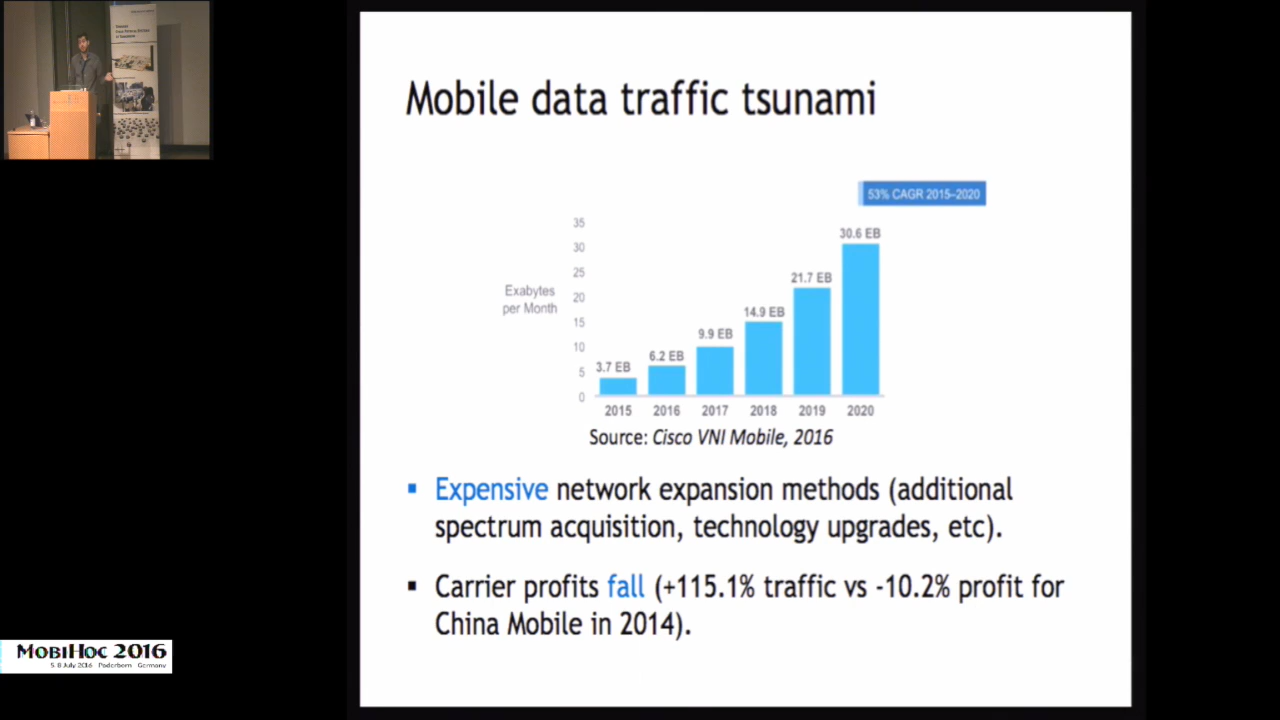 Mobile data traffic tsunami
53% CAGR 2015–2020
Exabytes
per Month
35
30
25
20
15
10
5
0
3.7 EB
6.2 EB
9.9 EB
14.9 EB
21.7 EB
30.6 EB
2015 2016 2017 2018 2019 2020
Source: Cisco VNI Mobile, 2016
Expensive network expansion methods (additional
spectrum acquisition, technology upgrades, etc).
Carrier profits fall (+115.1% traffic vs -10.2% profit for
China Mobile in 2014).
MobiHoc 2016
5-8 July 2016 Paderborn Germany